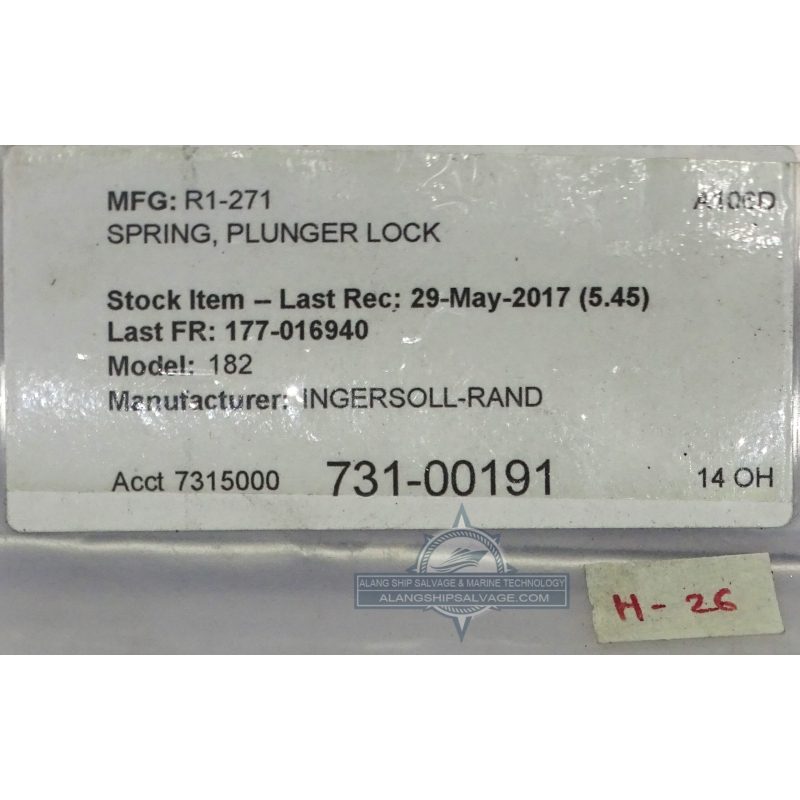 MFG: R1-271 A106D
SPRING, PLUNGER LOCK
Stock Item – Last Rec: 29-May-2017 (5.45)
Last FR: 177-016940
Model: 182
Manufacturer: INGERSOLL-RAND
Acct 7315000 731-00191 14 OH
ALANG SHIP SALVAGE & MARINE TECHNOLOGY
ALANGSHIPSALVAGE.COM
H- 26